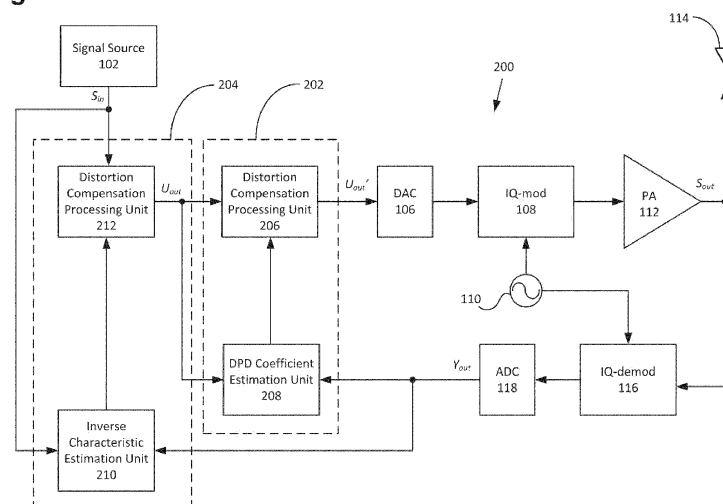 g
114
Signal Source
102
S_in
204
202
200
Distortion
Compensation
Processing Unit
212
U_out
Distortion
Compensation
Processing Unit
206
U_out'
DAC
106
IQ-mod
108
PA
112
S_out
110
DPD Coefficient
Estimation Unit
208
Y_out
ADC
118
IQ-demod
116
Inverse
Characteristic
Estimation Unit
210